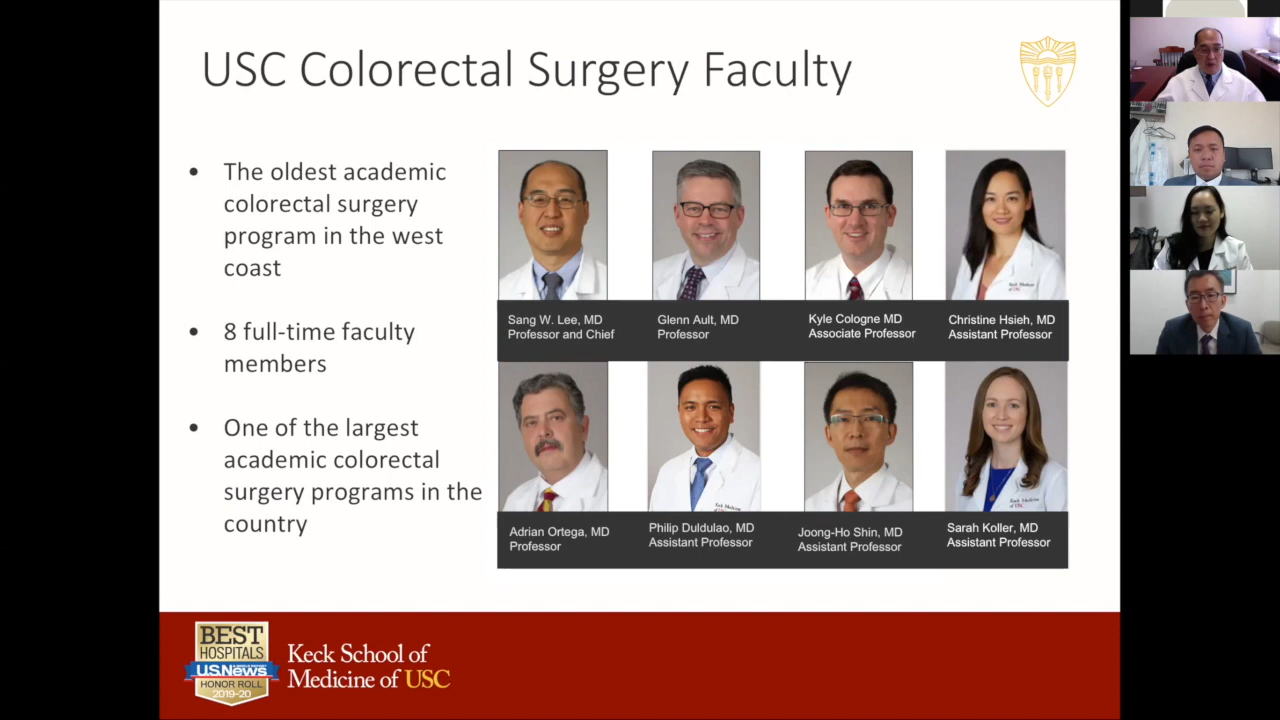 USC Colorectal Surgery Faculty
• The oldest academic
colorectal surgery
program in the west
coast
• 8 full-time faculty
members
• One of the largest
academic colorectal
surgery programs in the
country
Sang W. Lee, MD
Professor and Chief
Glenn Ault, MD
Professor
Kyle Cologne MD
Associate Professor
Christine Hsieh, MD
Assistant Professor
Adrian Ortega, MD
Professor
Philip Duldulao, MD
Assistant Professor
Joong-Ho Shin, MD
Assistant Professor
Sarah Koller, MD
Assistant Professor
BEST
HOSPITALS
U.S.News
HONOR ROLL
2019-20
Keck School of
Medicine of USC